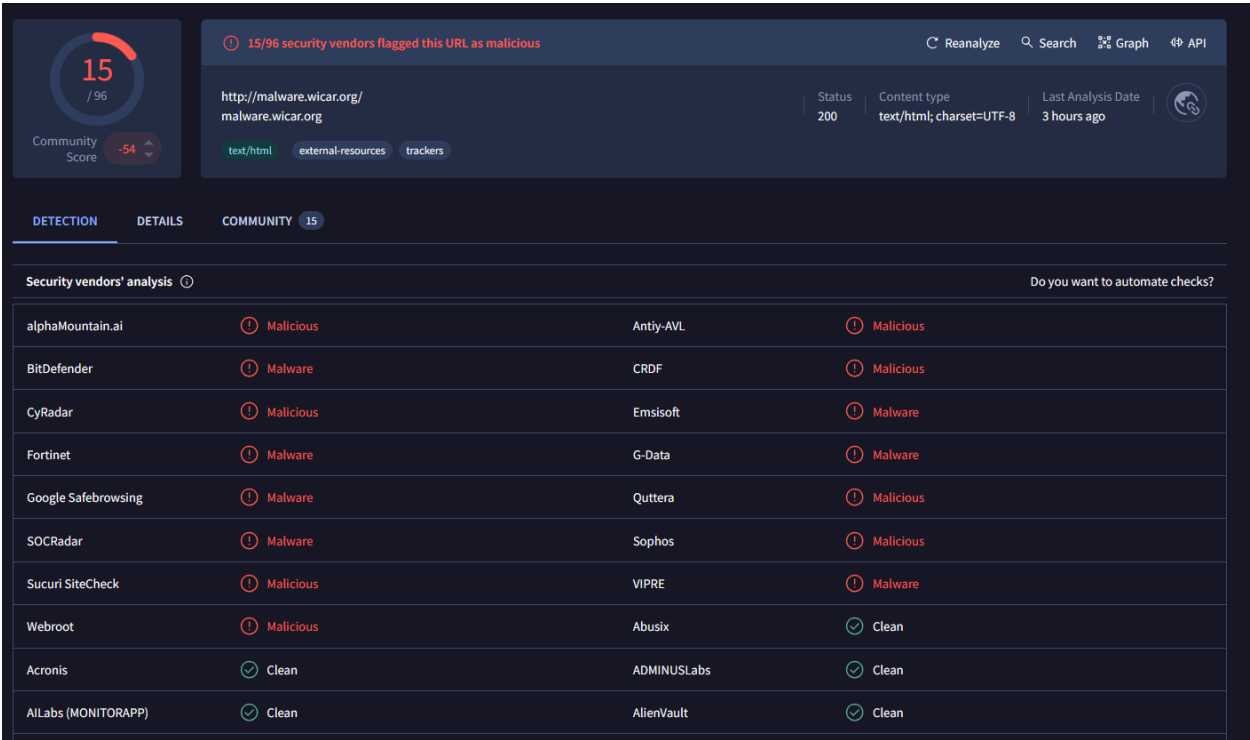 15
/ 96
Community
Score
-54
15/96 security vendors flagged this URL as malicious
Reanalyze
Search
Graph
API
http://malware.wicar.org/
malware.wicar.org
Status
200
Content type
text/html; charset=UTF-8
Last Analysis Date
3 hours ago
text/html
external-resources
trackers
DETECTION
DETAILS
COMMUNITY 15
Security vendors' analysis
Do you want to automate checks?
alphaMountain.ai Malicious Antiy-AVL Malicious
BitDefender Malware CRDF Malicious
CyRadar Malicious Emsisoft Malware
Fortinet Malware G-Data Malware
Google Safebrowsing Malware Quttera Malicious
SOCRadar Malware Sophos Malicious
Sucuri SiteCheck Malicious VIPRE Malware
Webroot Malicious Abusix Clean
Acronis Clean ADMINUSLabs Clean
AILabs (MONITORAPP) Clean AlienVault Clean